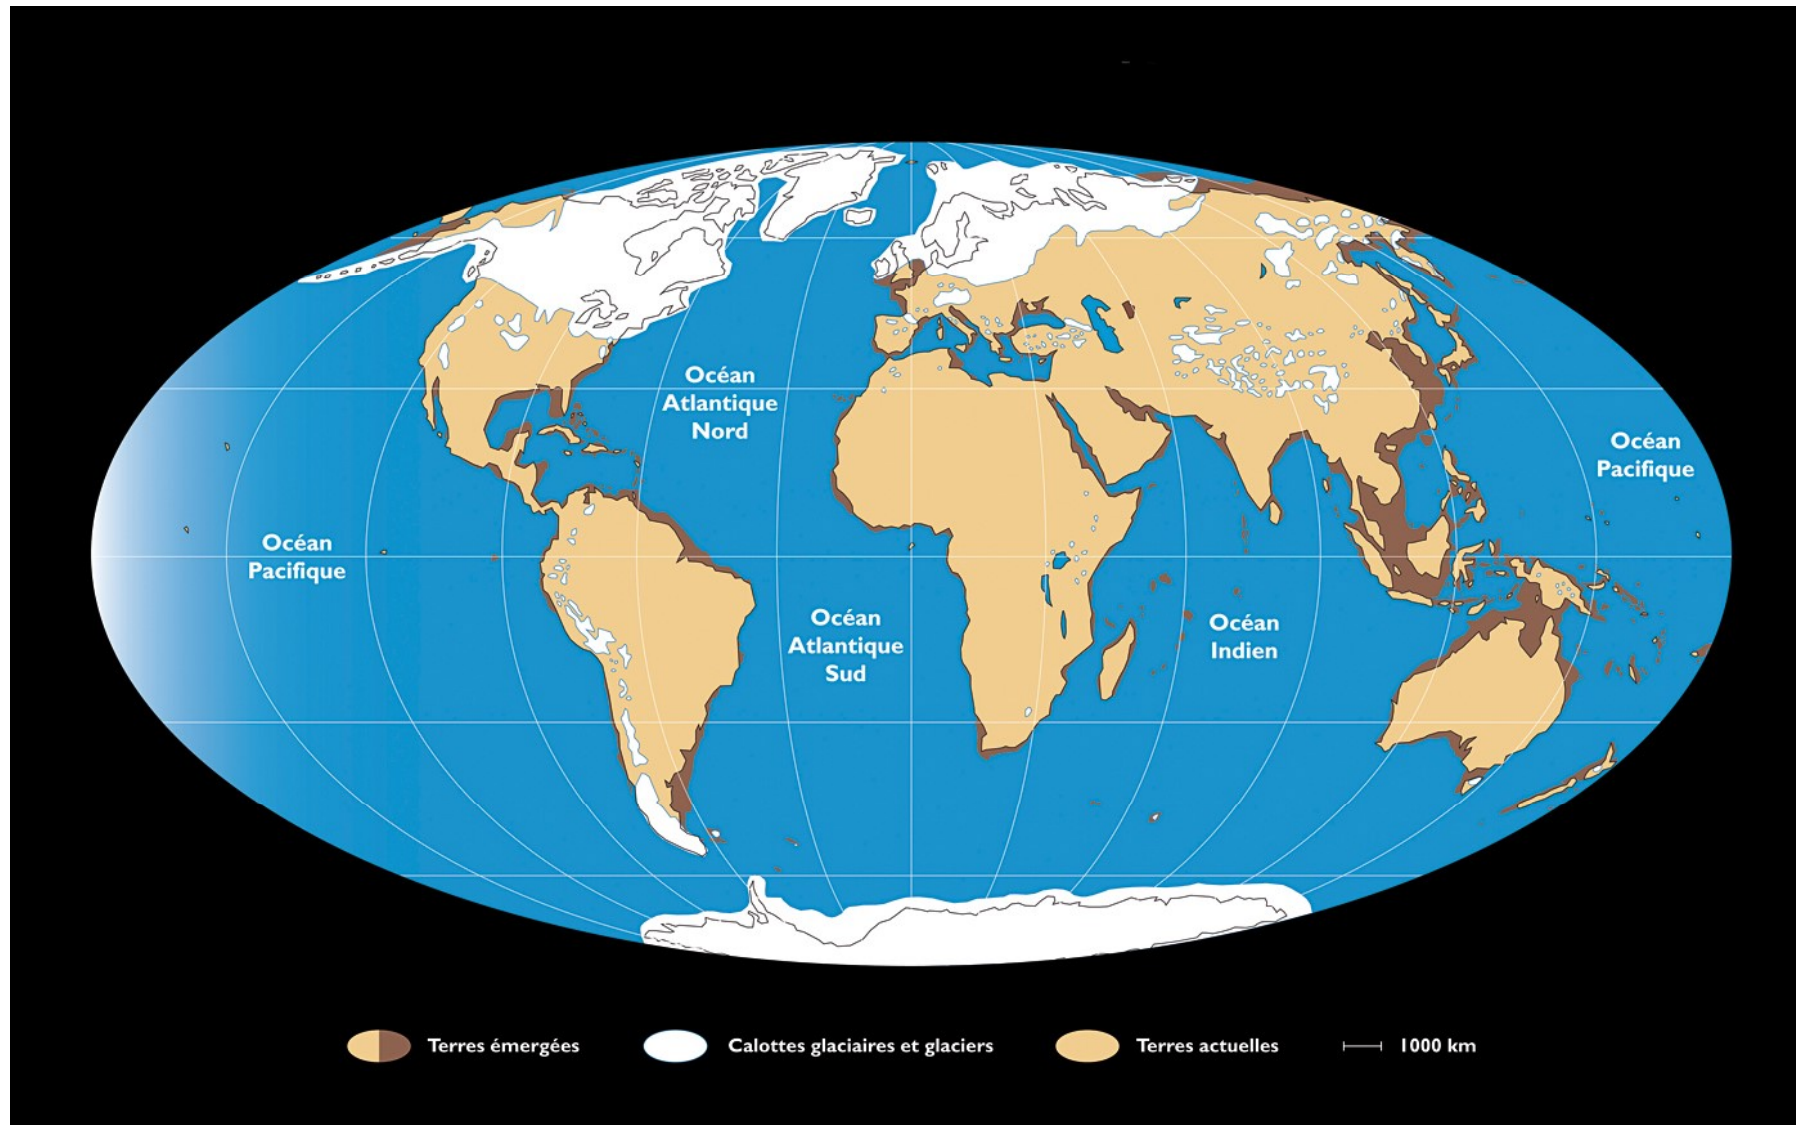 Océan
Atlantique
Nord
Océan
Pacifique
Océan
Pacifique
Océan
Atlantique
Sud
Océan
Indien
Terres émergées
Calottes glaciaires et glaciers
Terres actuelles
1000 km